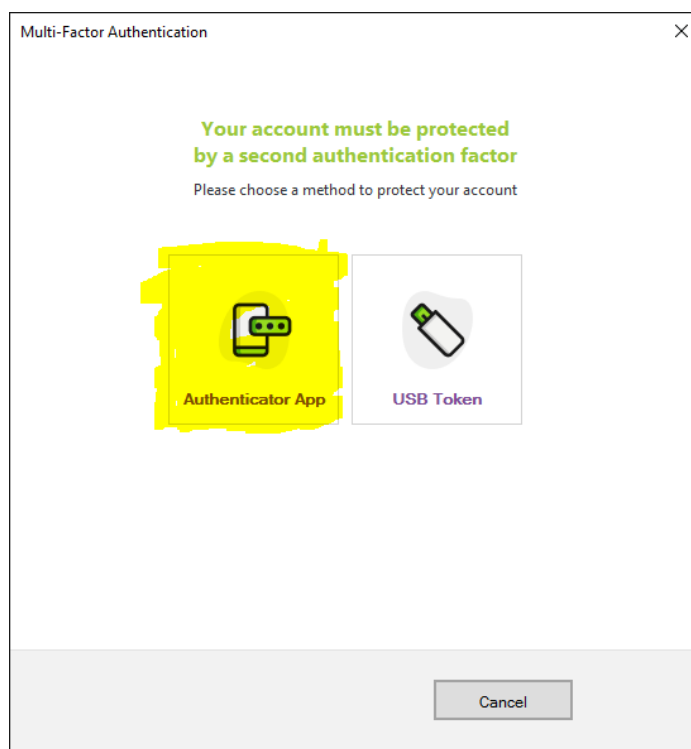 Multi-Factor Authentication
Your account must be protected
by a second authentication factor
Please choose a method to protect your account
Authenticator App
USB Token
Cancel